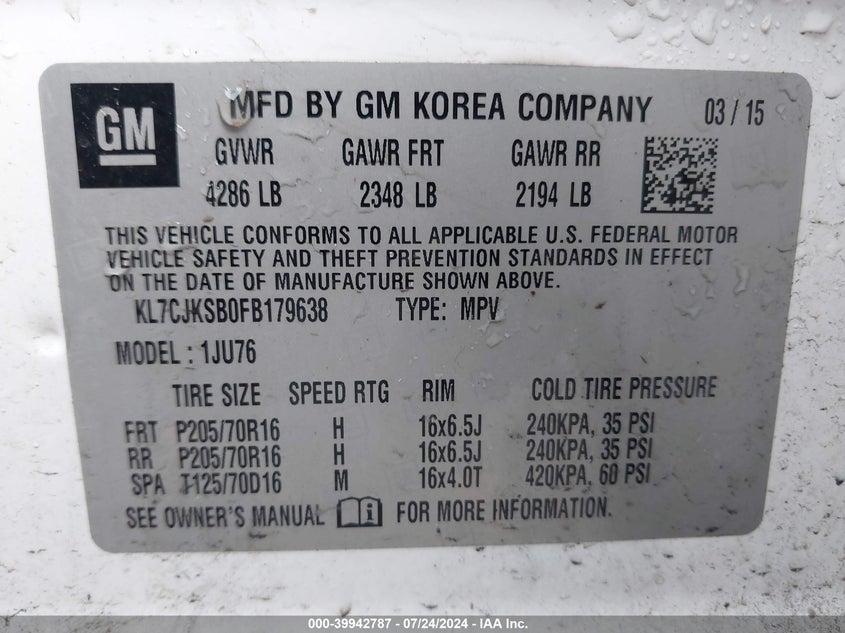 GM
MFD BY GM KOREA COMPANY 03 / 15
GVWR GAWR FRT GAWR RR
4286 LB 2348 LB 2194 LB
THIS VEHICLE CONFORMS TO ALL APPLICABLE U.S. FEDERAL MOTOR
VEHICLE SAFETY AND THEFT PREVENTION STANDARDS IN EFFECT
ON THE DATE OF MANUFACTURE SHOWN ABOVE.
KL7CJKSB0FB179638 TYPE: MPV
MODEL : 1JU76
TIRE SIZE SPEED RTG RIM COLD TIRE PRESSURE
FRT P205/70R16 H 16x6.5J 240KPA, 35 PSI
RR P205/70R16 H 16x6.5J 240KPA, 35 PSI
SPA T125/70D16 M 16x4.0T 420KPA, 60 PSI
SEE OWNER'S MANUAL i FOR MORE INFORMATION.
000-39942787 - 07/24/2024 - IAA Inc.